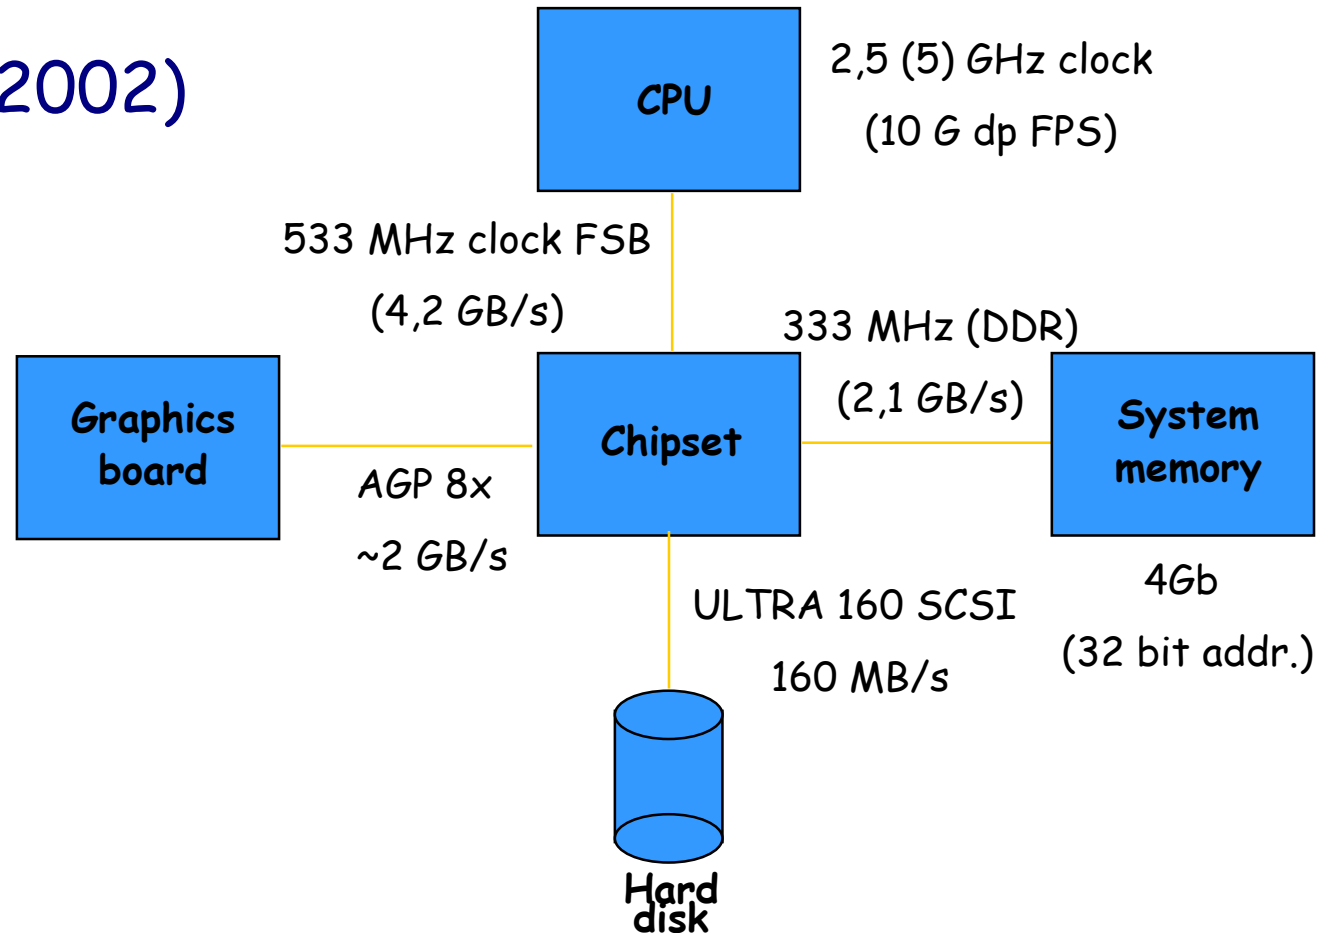 2002)
CPU
2,5 (5) GHz clock
(10 G dp FPS)
533 MHz clock FSB
(4,2 GB/s)
333 MHz (DDR)
(2,1 GB/s)
Graphics
board
Chipset
System
memory
AGP 8x
~2 GB/s
4Gb
(32 bit addr.)
ULTRA 160 SCSI
160 MB/s
Hard
disk